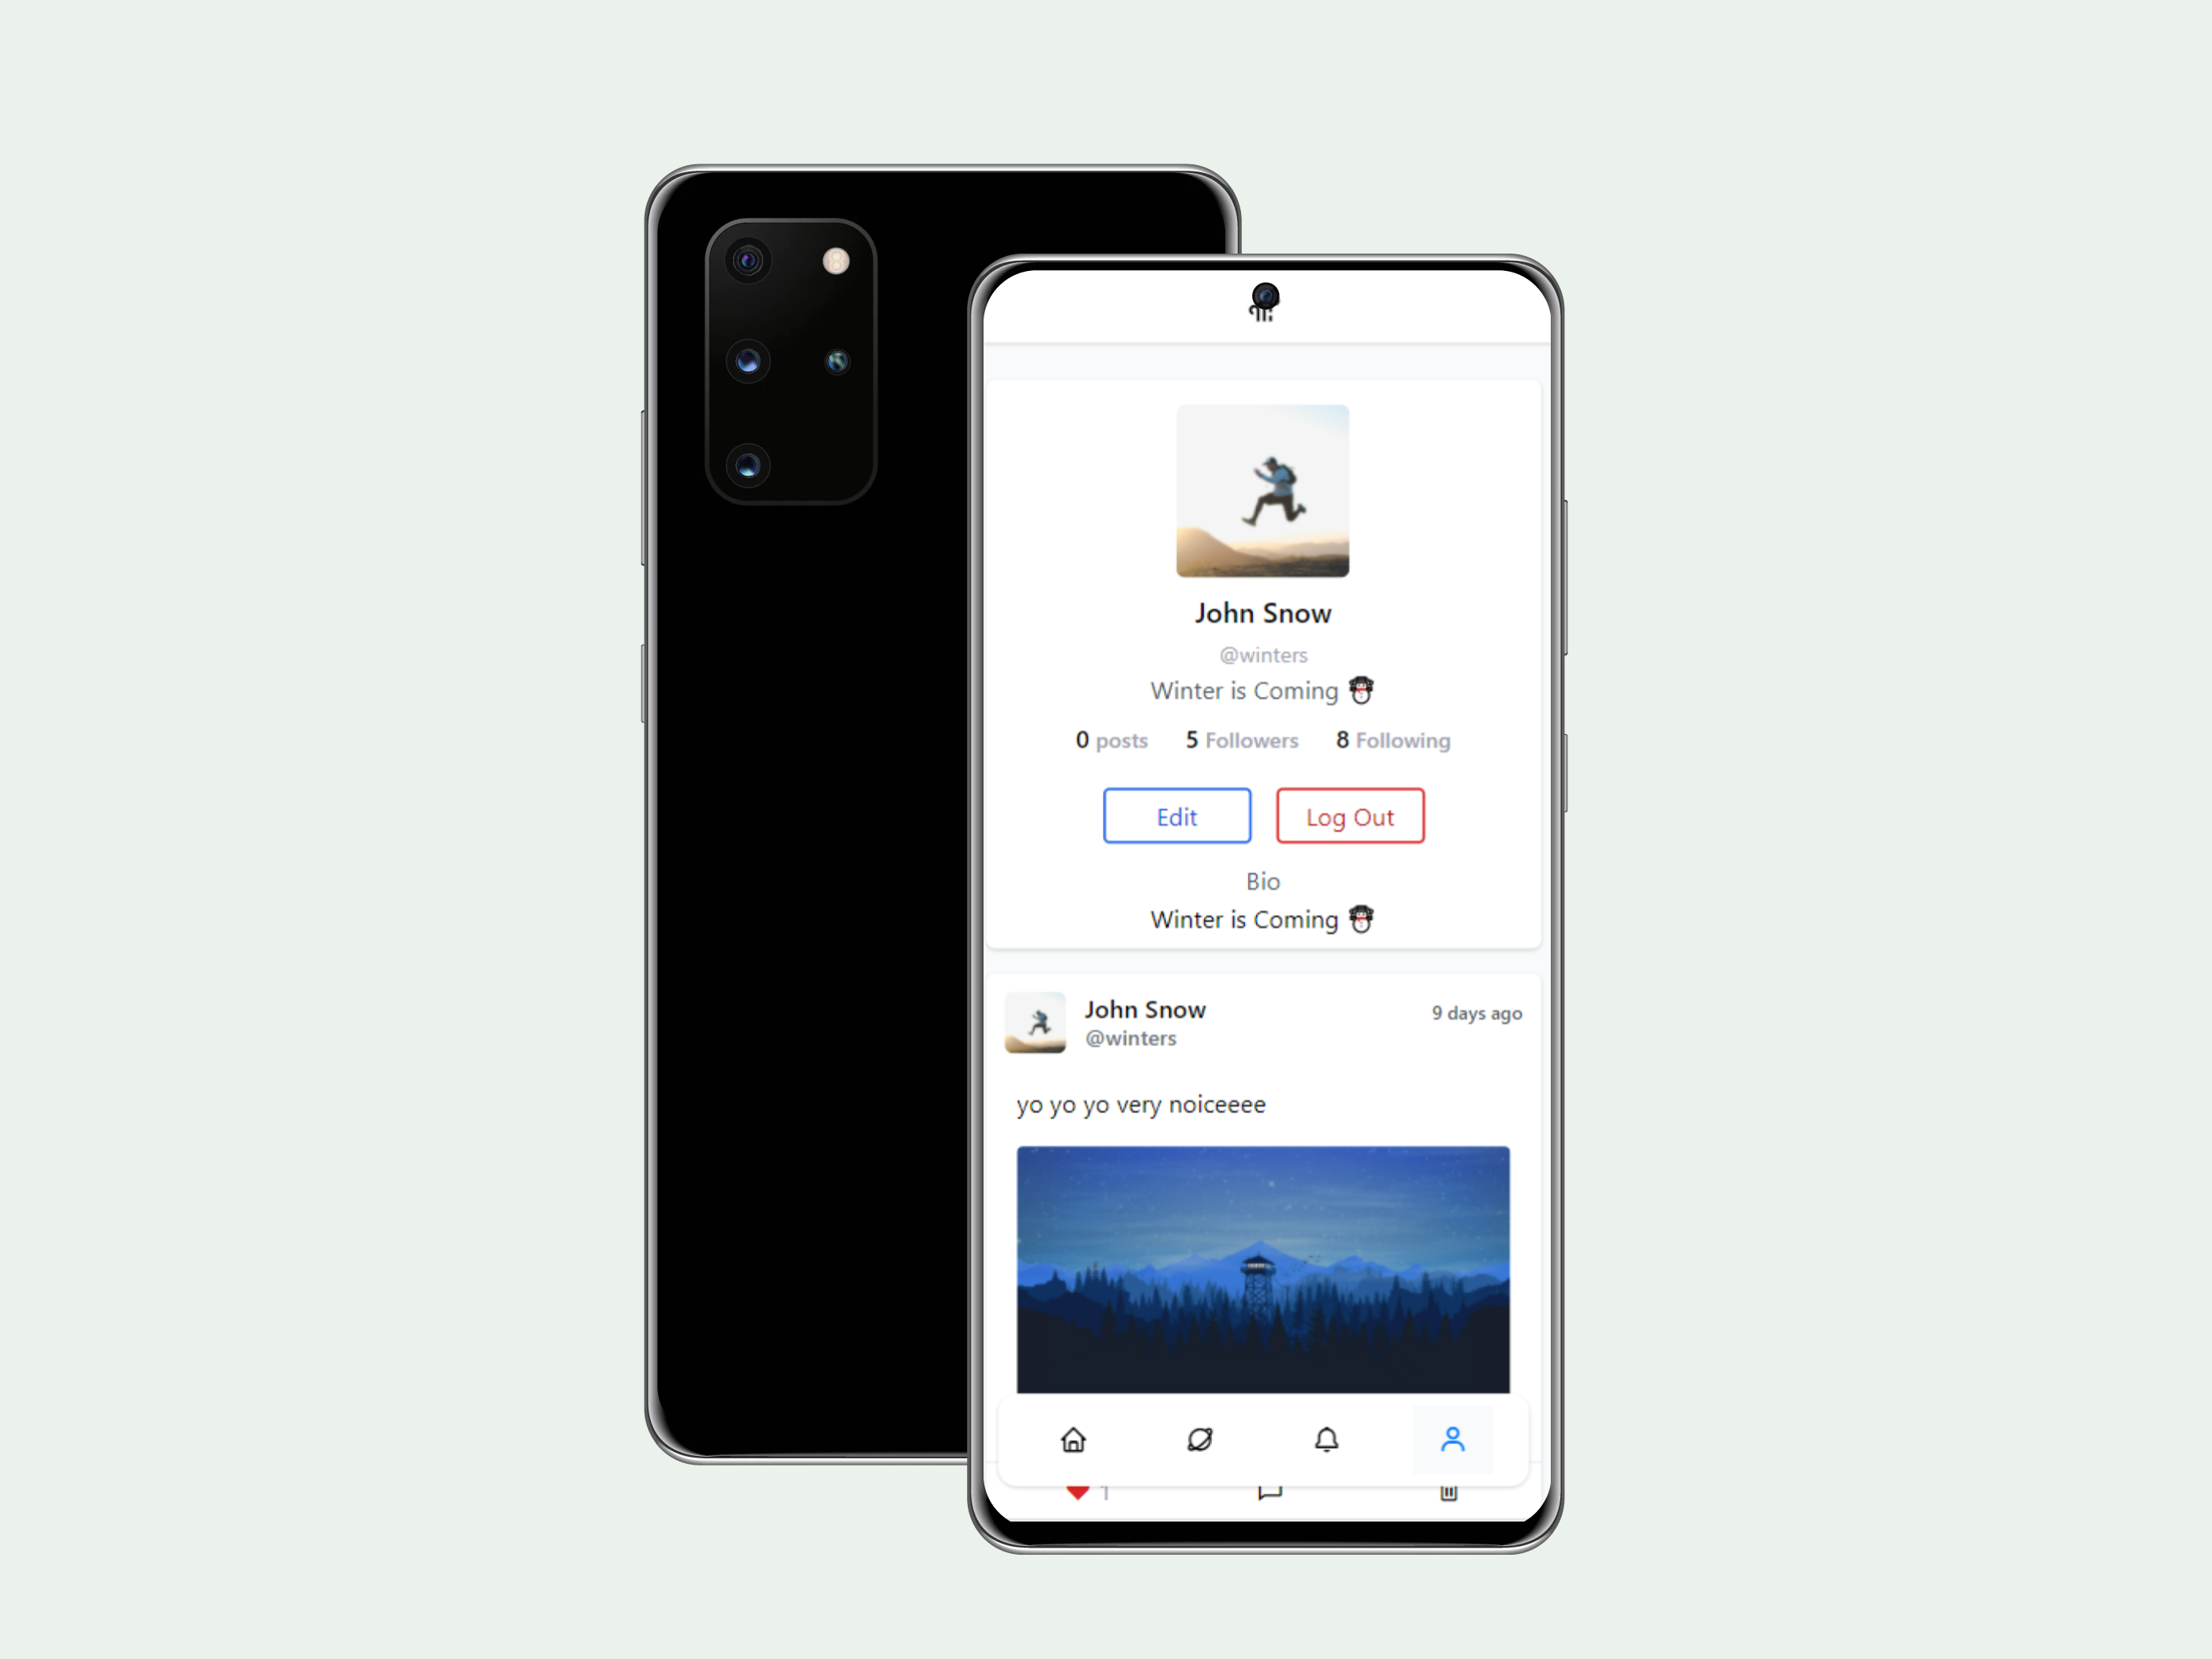 John Snow
@winters
Winter is Coming ☃
0 posts 5 Followers 8 Following
Edit Log Out
Bio
Winter is Coming ☃
John Snow 9 days ago
@winters
yo yo yo very noiceeee
1